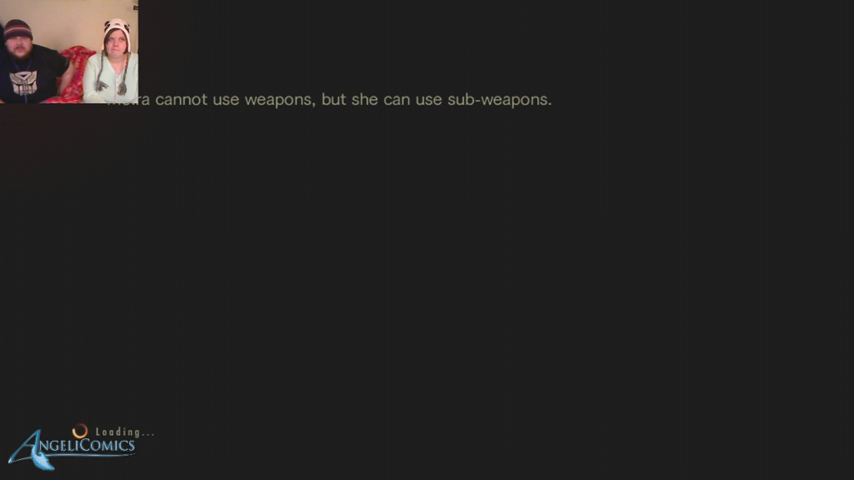 cannot use weapons, but she can use sub-weapons.
Loading...
ANGELICOMICS